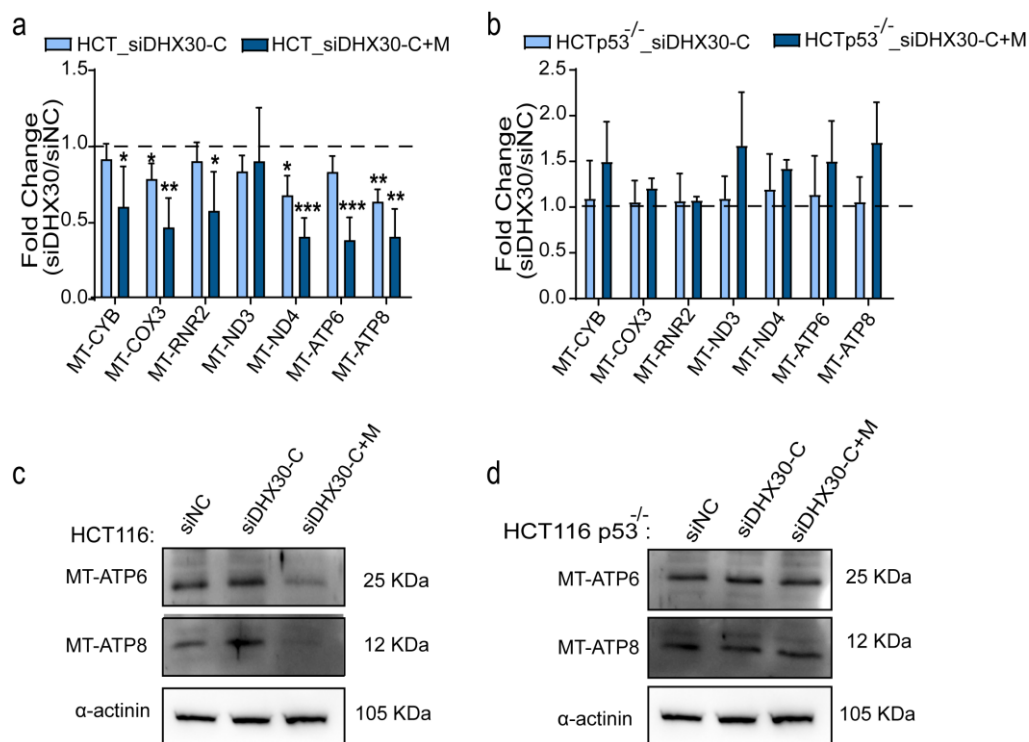 a
HCT_siDHX30-C HCT_siDHX30-C+M
Fold Change
(siDHX30/siNC)
1.5
1.0
0.5
0.0
* * ** * * *** *** ** **
MT-CYB
MT-COX3
MT-RNR2
MT-ND3
MT-ND4
MT-ATP6
MT-ATP8
b
HCTp53-/-_siDHX30-C HCTp53-/-_siDHX30-C+M
Fold Change
(siDHX30/siNC)
2.5
2.0
1.5
1.0
0.5
0.0
MT-CYB
MT-COX3
MT-RNR2
MT-ND3
MT-ND4
MT-ATP6
MT-ATP8
c
HCT116: siNC siDHX30-C siDHX30-C+M
MT-ATP6 25 KDa
MT-ATP8 12 KDa
α-actinin 105 KDa
d
HCT116 p53-/-: siNC siDHX30-C siDHX30-C+M
MT-ATP6 25 KDa
MT-ATP8 12 KDa
α-actinin 105 KDa